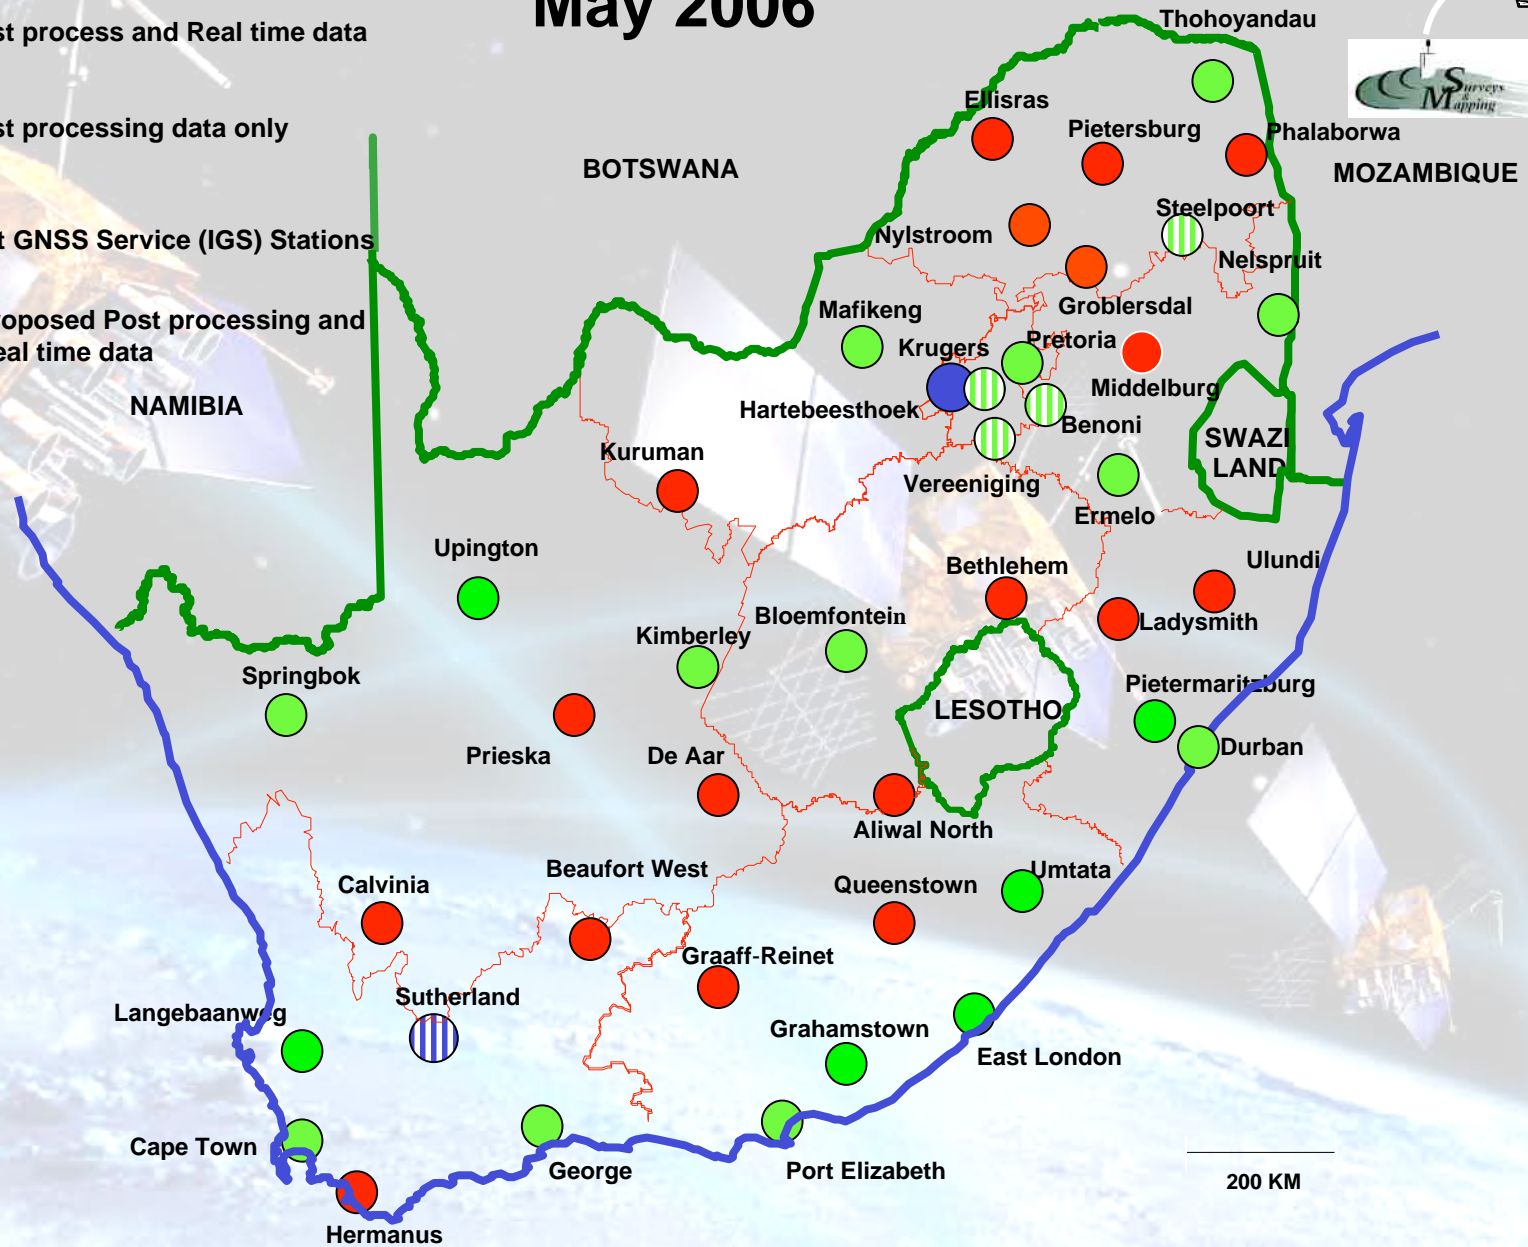 May 2006
st process and Real time data
st processing data only
t GNSS Service (IGS) Stations
oposed Post processing and
eal time data
Thohoyandau
Surveys
&
Mapping
Ellisras
Pietersburg
Phalaborwa
BOTSWANA
MOZAMBIQUE
Steelpoort
Nylstroom
Nelspruit
Groblersdal
Mafikeng
Krugers
Pretoria
Middelburg
NAMIBIA
Hartebeesthoek
Benoni
SWAZI
LAND
Kuruman
Vereeniging
Ermelo
Upington
Bethlehem
Ulundi
Bloemfontein
Ladysmith
Kimberley
Springbok
Pietermaritzburg
LESOTHO
Durban
Prieska
De Aar
Aliwal North
Beaufort West
Umtata
Calvinia
Queenstown
Graaff-Reinet
Sutherland
Langebaanweg
Grahamstown
East London
Cape Town
George
Port Elizabeth
200 KM
Hermanus